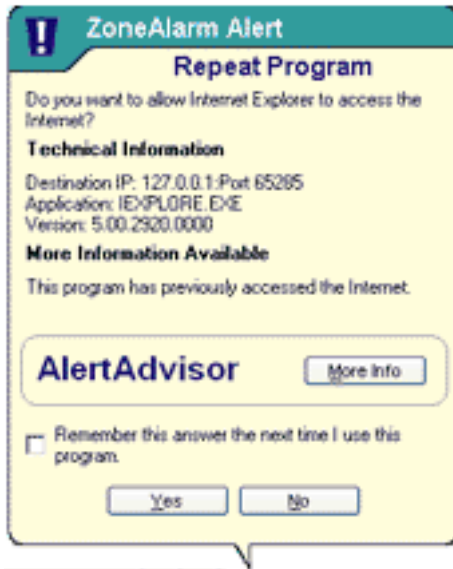 ZoneAlarm Alert
Repeat Program
Do you want to allow Internet Explorer to access the
Internet?
Technical Information
Destination IP: 127.0.0.1:Port 65285
Application: IEXPLORE.EXE
Version: 5.00.2920.0000
More Information Available
This program has previously accessed the Internet.
AlertAdvisor
More Info
Remember this answer the next time I use this
program.
Yes
No